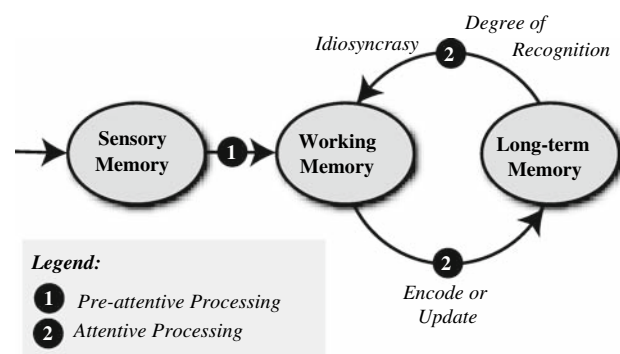 Degree of
Idiosyncrasy
2
Recognition
Sensory
Memory
1
Working
Memory
Long-term
Memory
2
Encode or
Update
Legend:
1 Pre-attentive Processing
2 Attentive Processing